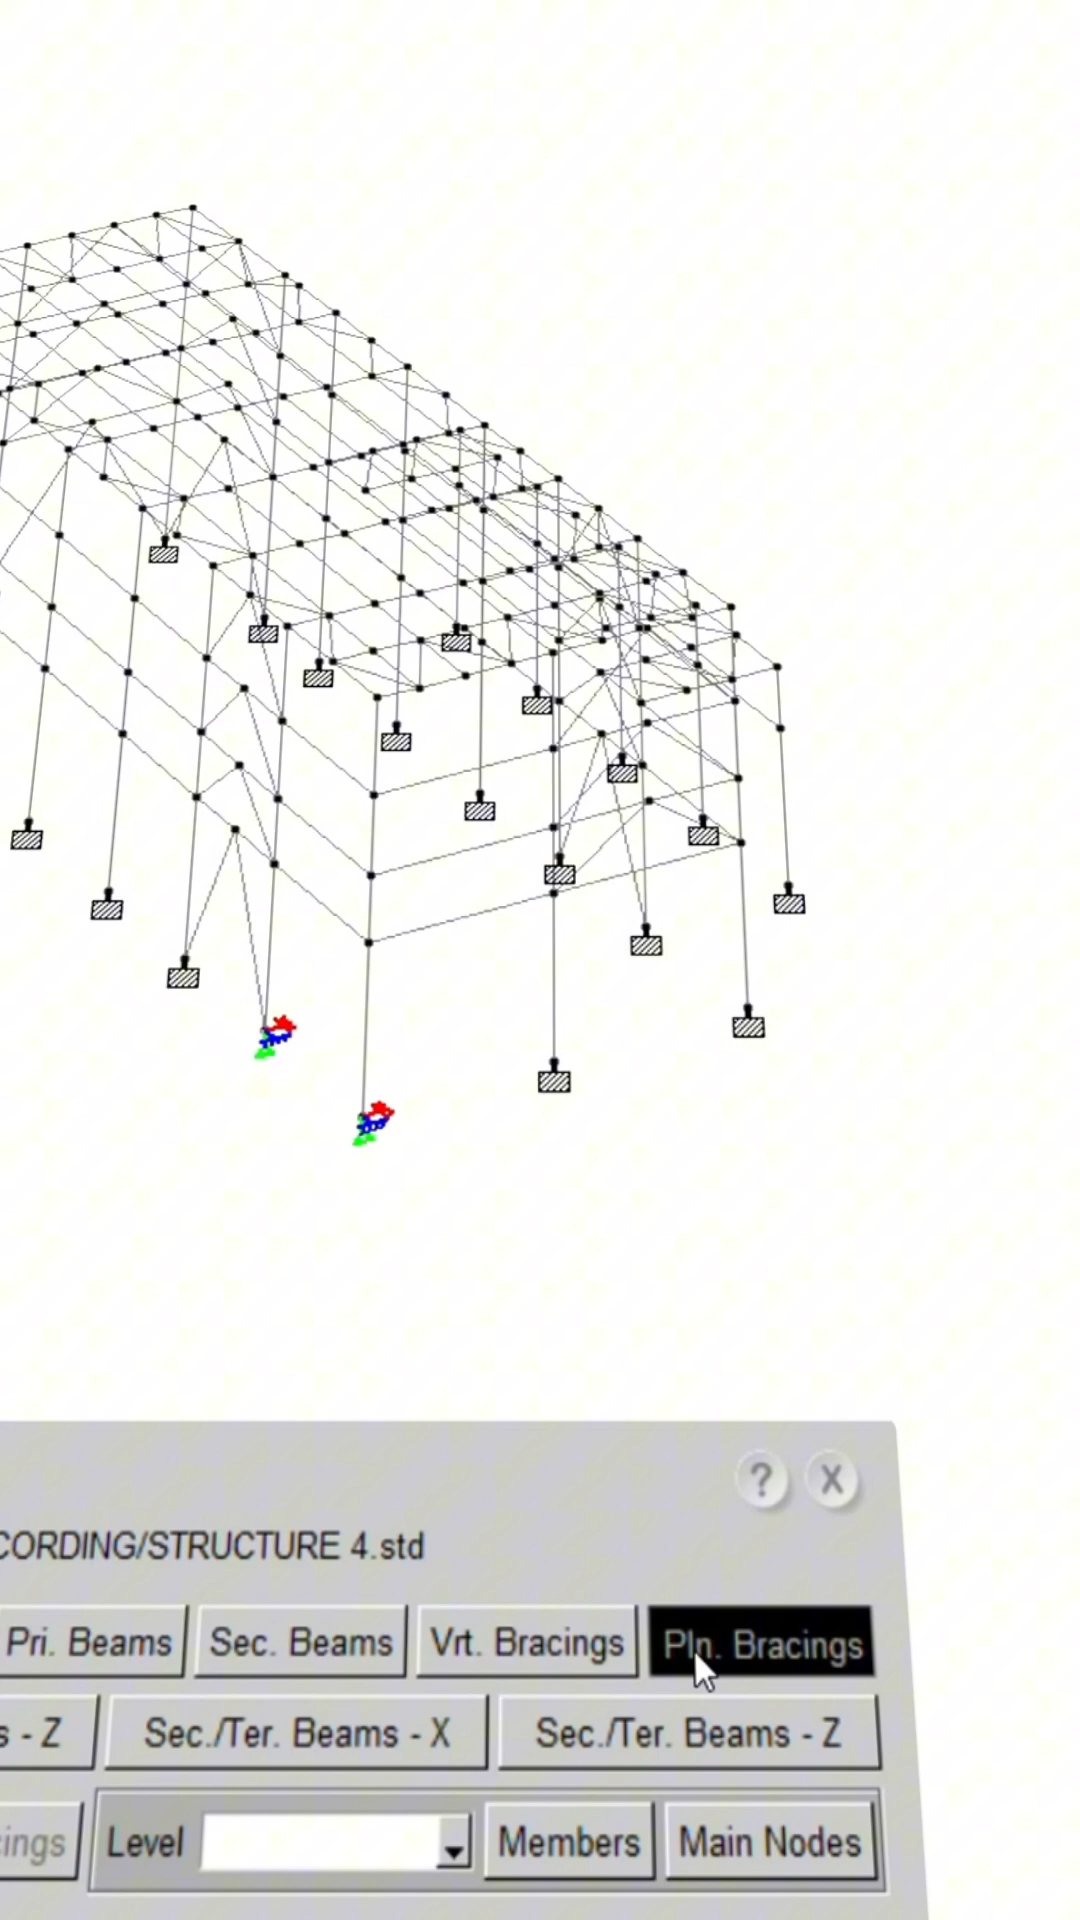 ? X
CORDING/STRUCTURE 4.std
Pri. Beams Sec. Beams Vrt. Bracings Pln. Bracings
s - Z Sec./Ter. Beams - X Sec./Ter. Beams - Z
cings Level Members Main Nodes